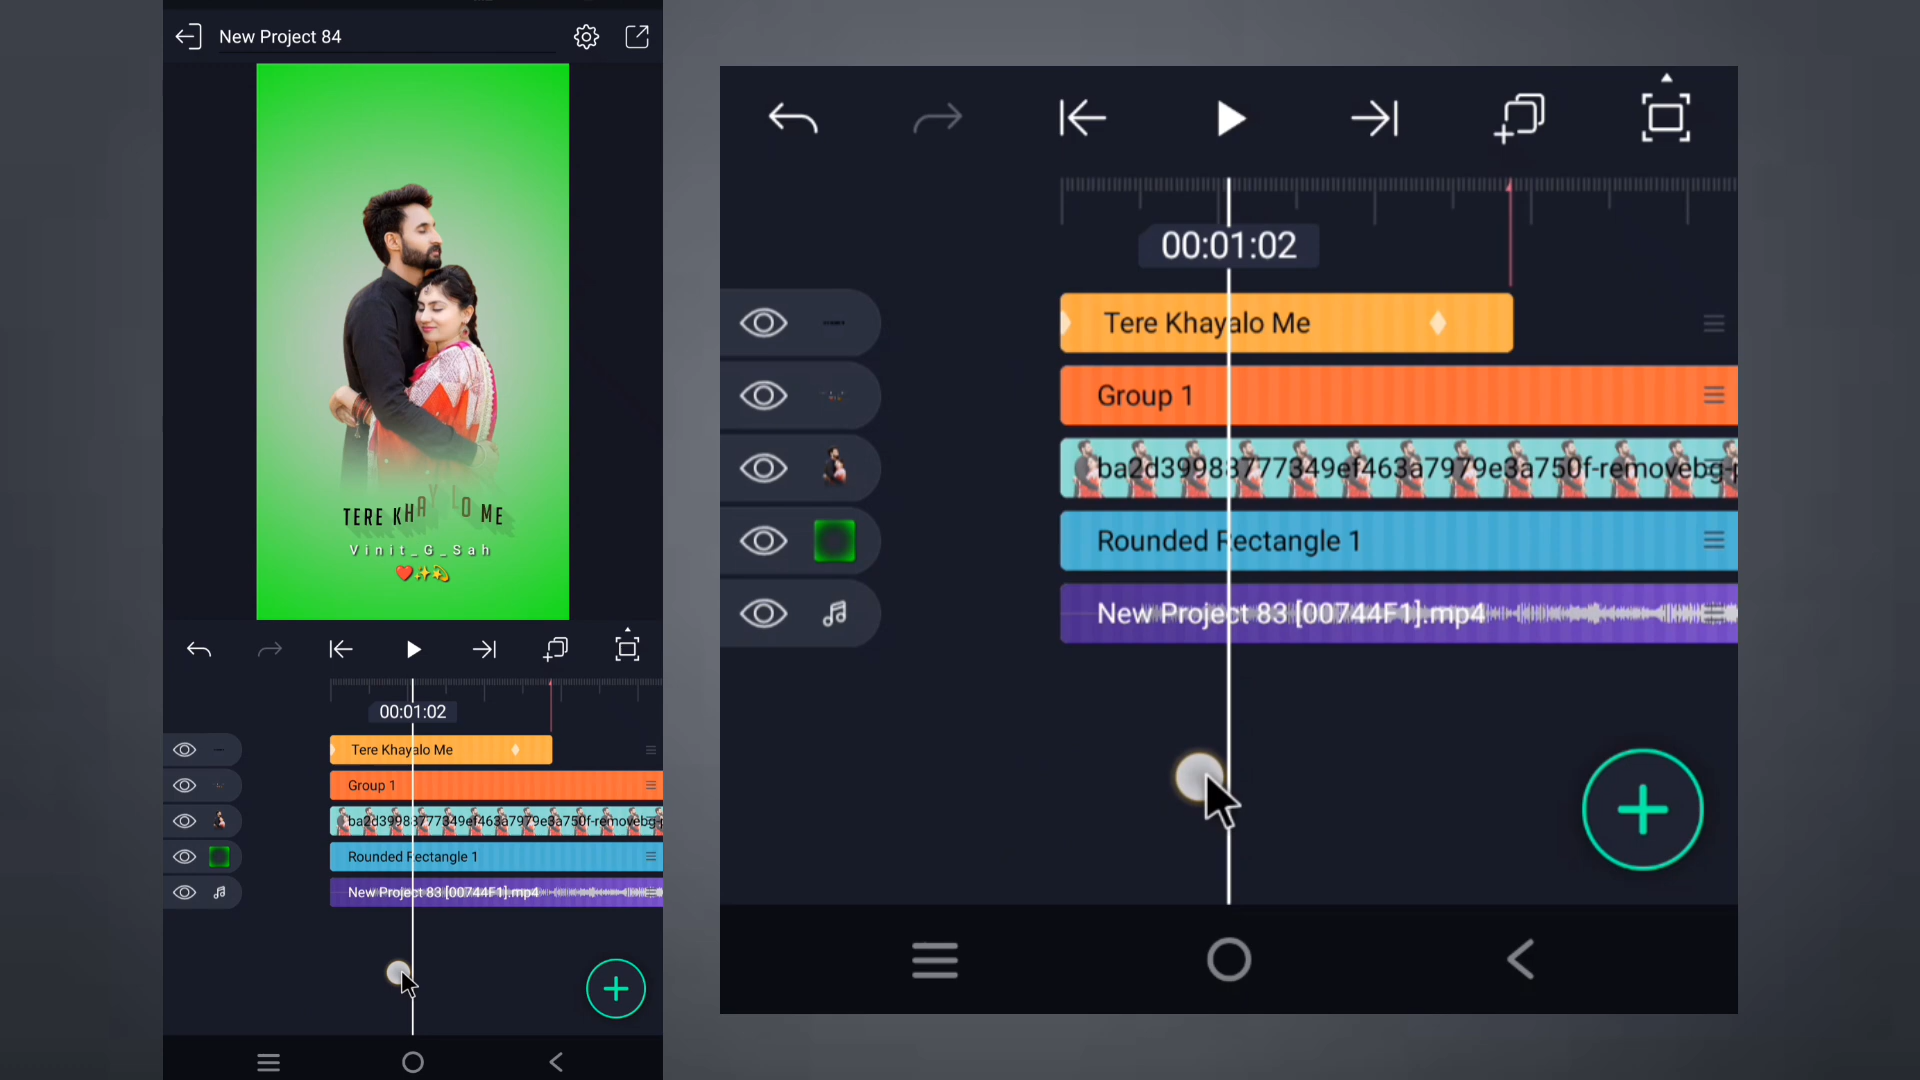 New Project 84
TERE KHAY LO ME
Vinit_G_Sah
00:01:02
Tere Khayalo Me
Group 1
ba2d39983777349ef463a7979e3a750f-removebg-p
Rounded Rectangle 1
New Project 83 [00744F1].mp4
00:01:02
Tere Khayalo Me
Group 1
ba2d39983777349ef463a7979e3a750f-removebg-p
Rounded Rectangle 1
New Project 83 [00744F1].mp4